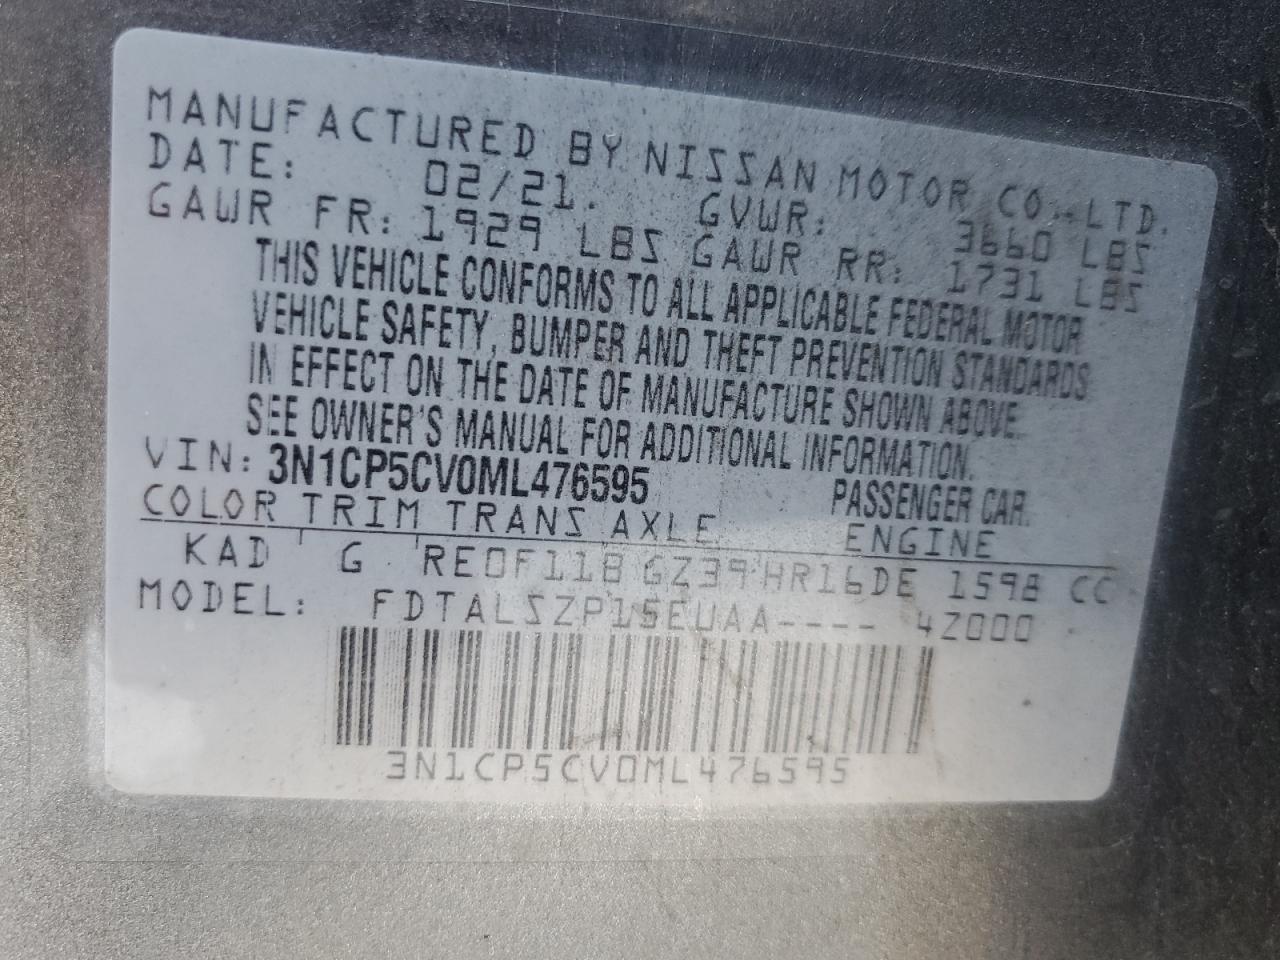 MANUFACTURED BY NISSAN MOTOR CO.,LTD.
DATE: 02/21. GVWR: 3660 LBS
GAWR FR: 1929 LBS GAWR RR: 1731 LBS
THIS VEHICLE CONFORMS TO ALL APPLICABLE FEDERAL MOTOR
VEHICLE SAFETY, BUMPER AND THEFT PREVENTION STANDARDS
IN EFFECT ON THE DATE OF MANUFACTURE SHOWN ABOVE.
SEE OWNER'S MANUAL FOR ADDITIONAL INFORMATION.
VIN: 3N1CP5CV0ML476595 PASSENGER CAR.
COLOR TRIM TRANS AXLE ENGINE
KAD G RE0F11B GZ39 HR16DE 1598 CC
MODEL: FDTALSZP15EUAA---- 4Z000
3N1CP5CV0ML476595